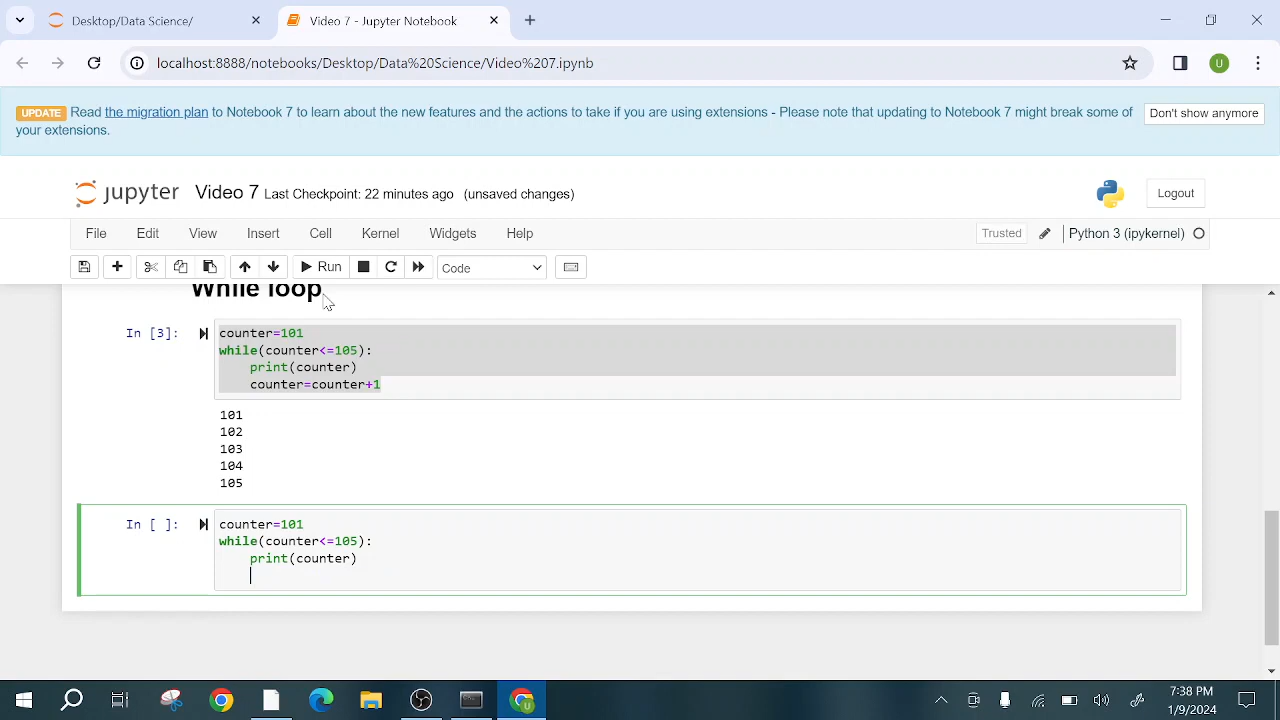 Desktop/Data Science/
Video 7 - Jupyter Notebook
localhost:8888/notebooks/Desktop/Data%20Science/Video%207.ipynb
U
UPDATE Read the migration plan to Notebook 7 to learn about the new features and the actions to take if you are using extensions - Please note that updating to Notebook 7 might break some of
your extensions.
Don't show anymore
jupyter Video 7 Last Checkpoint: 22 minutes ago (unsaved changes)
Logout
File Edit View Insert Cell Kernel Widgets Help
Trusted Python 3 (ipykernel)
Run Code
While loop
In [3]: counter=101
while(counter<=105):
print(counter)
counter=counter+1
101
102
103
104
105
In [ ]: counter=101
while(counter<=105):
print(counter)
7:38 PM
1/9/2024